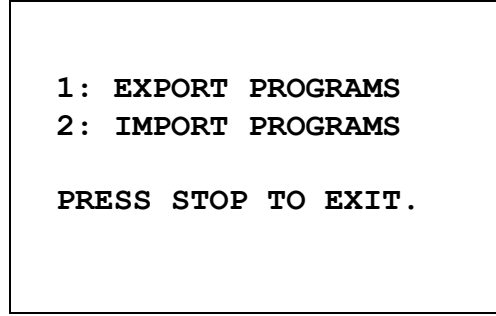 1: EXPORT PROGRAMS
2: IMPORT PROGRAMS
PRESS STOP TO EXIT.